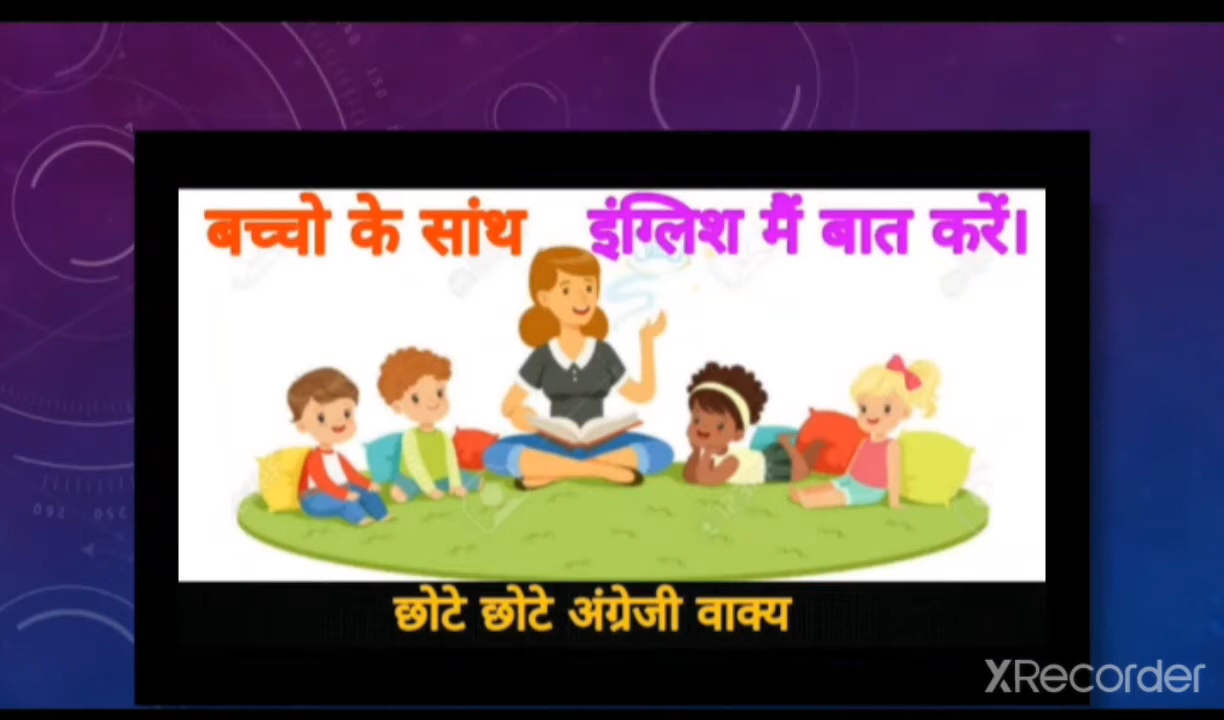 बच्चो के सांथ इंग्लिश मैं बात करें।
छोटे छोटे अंग्रेजी वाक्य
XRecorder